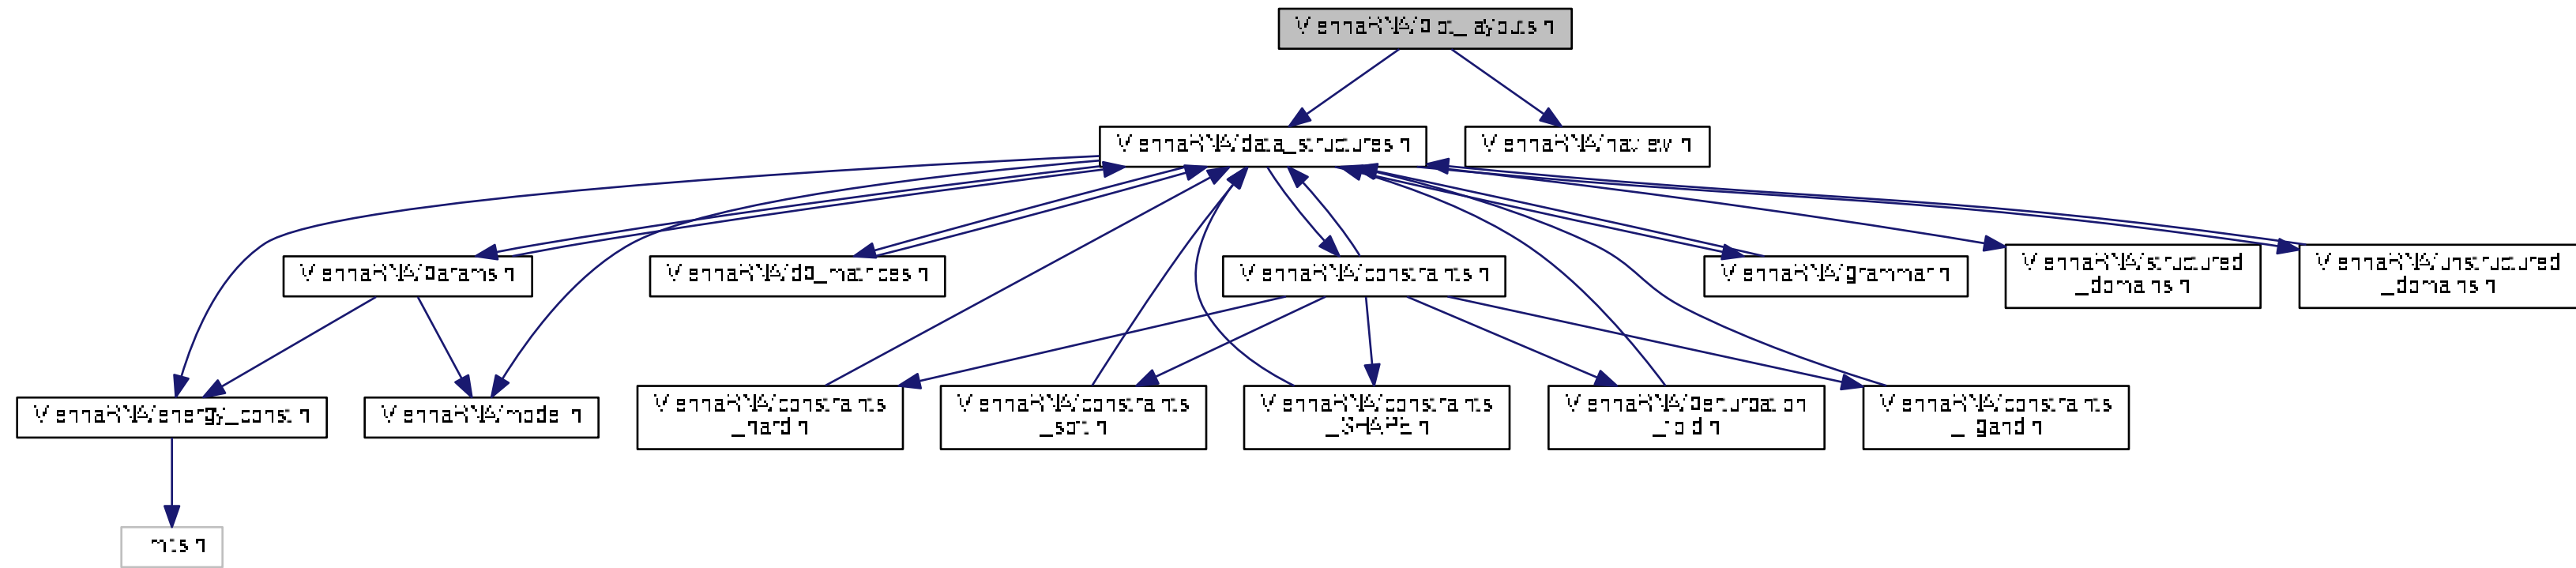 ViennaRNA/plot_layouts.h
ViennaRNA/data_structures.h
ViennaRNA/naview.h
ViennaRNA/params.h
ViennaRNA/dp_matrices.h
ViennaRNA/constraints.h
ViennaRNA/grammar.h
ViennaRNA/structured
_domains.h
ViennaRNA/unstructured
_domains.h
ViennaRNA/energy_const.h
ViennaRNA/model.h
ViennaRNA/constraints
_hard.h
ViennaRNA/constraints
_soft.h
ViennaRNA/constraints
_SHAPE.h
ViennaRNA/perturbation
_fold.h
ViennaRNA/constraints
_ligand.h
limits.h